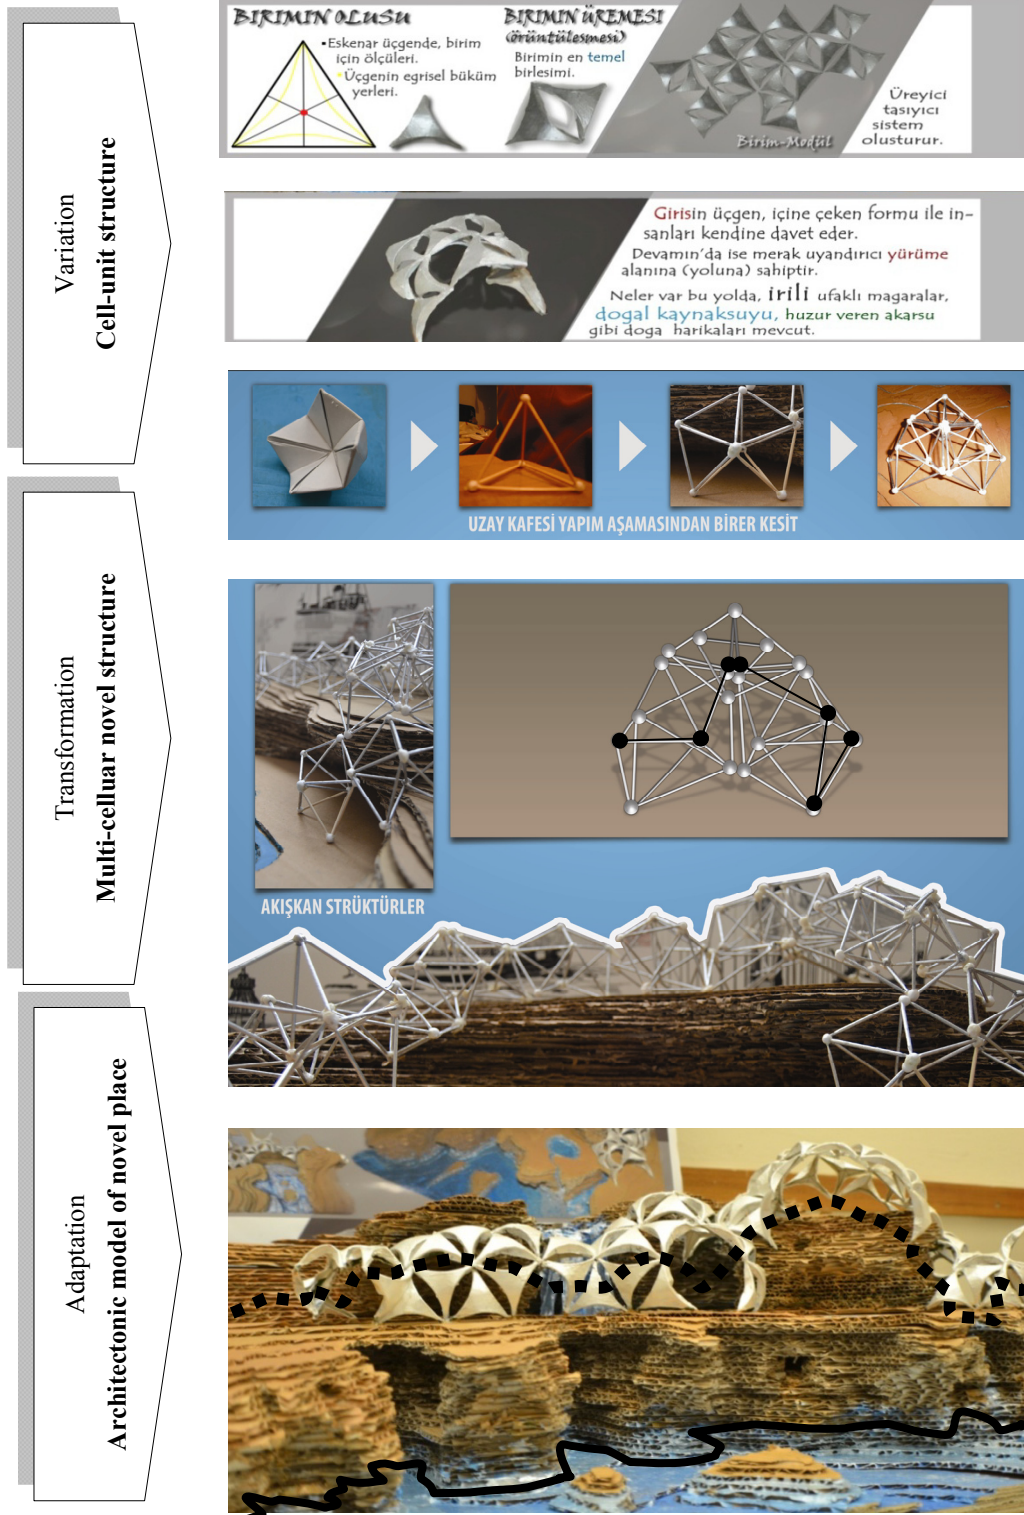 Variation
Cell-unit structure
BIRIMIN OLUSU
Eskenar üçgende, birim
için ölçüleri.
Üçgenin egrisel büküm
yerleri.
BIRIMIN ÜREMESI
(örüntülesmesi)
Birimin en temel
birlesimi.
Birim-Modül
Üreyici
tasıyıcı
sistem
olusturur.
Girisin üçgen, içine çeken formu ile in-
sanları kendine davet eder.
Devamın'da ise merak uyandırıcı yürüme
alanına (yoluna) sahiptir.
Neler var bu yolda, irili ufaklı magaralar,
dogal kaynaksuyu, huzur veren akarsu
gibi doga harikaları mevcut.
UZAY KAFESİ YAPIM AŞAMASINDAN BİRER KESİT
Transformation
Multi-celluar novel structure
AKIŞKAN STRÜKTÜRLER
Adaptation
Architectonic model of novel place